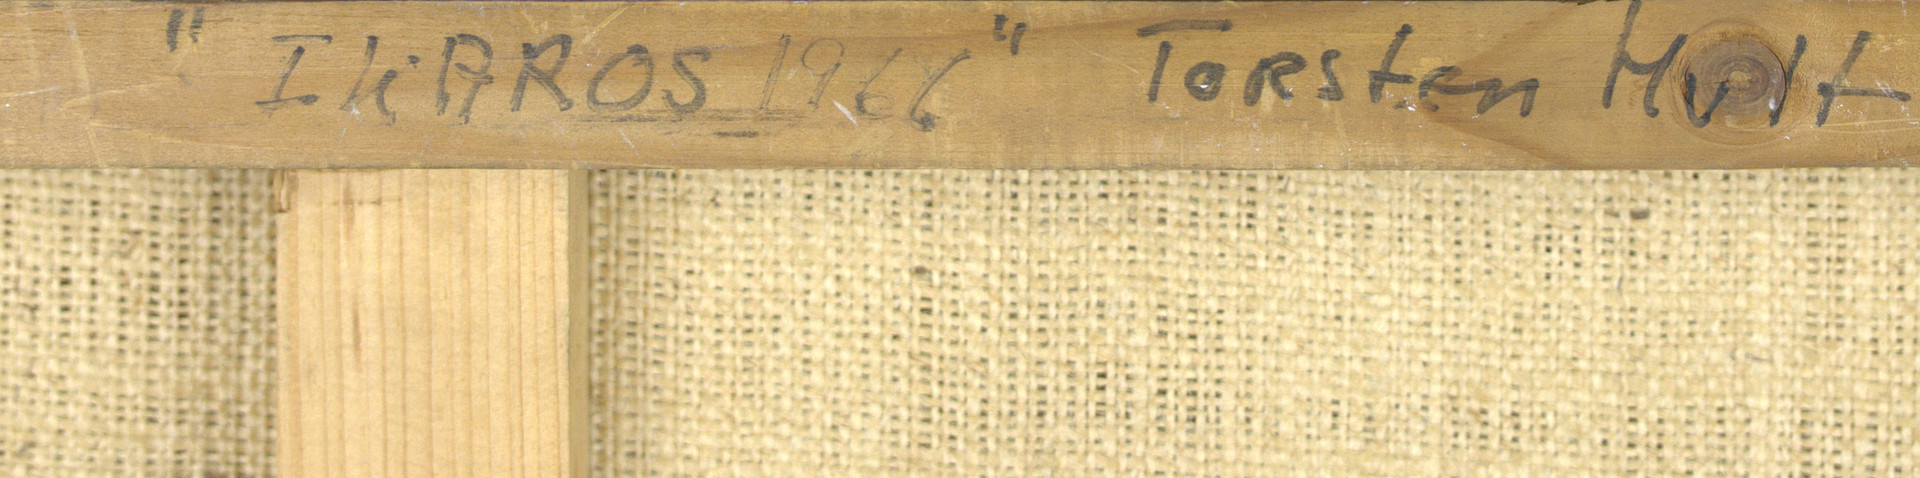 "IKAROS 1966" TORSTEN Hult